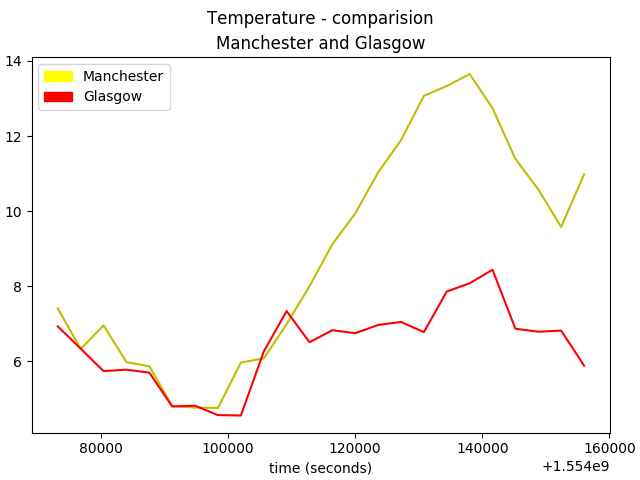 Temperature - comparision
Manchester and Glasgow
Manchester
Glasgow
14
12
10
8
6
80000 100000 120000 140000 160000
time (seconds)
+1.554e9